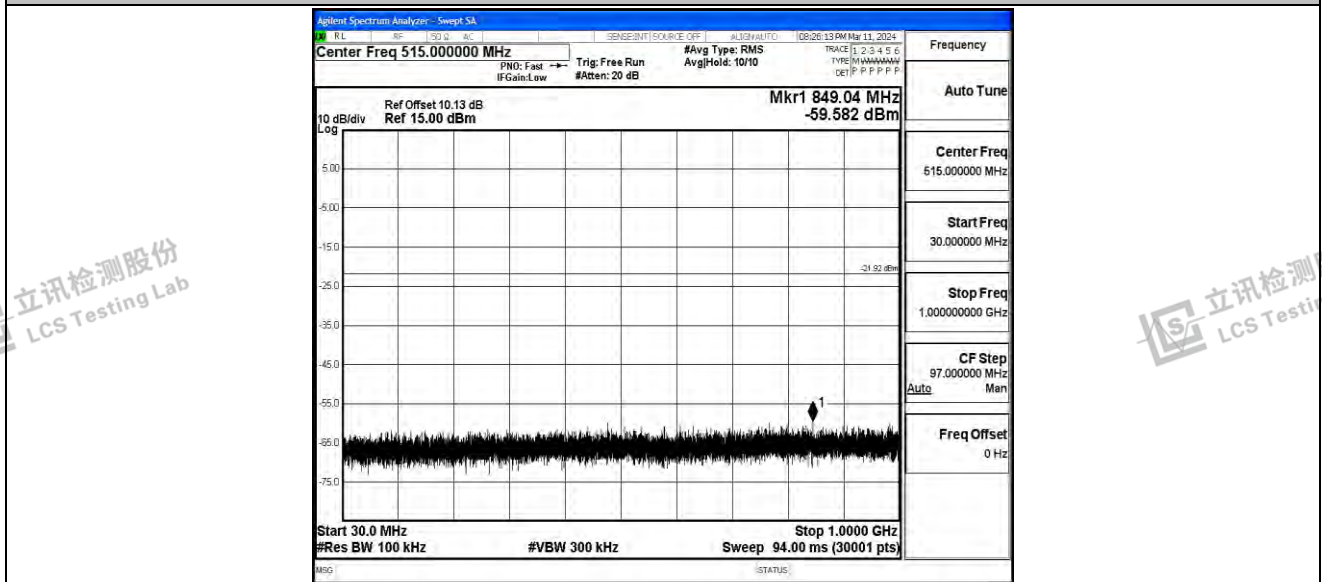 Agilent Spectrum Analyzer - Swept SA
RL RF 50 Ω AC SENSE:INT SOURCE OFF ALIGNAUTO 08:26:13 PM Mar 11, 2024
Center Freq 515.000000 MHz
PNO: Fast
IFGain:Low
Trig: Free Run
#Atten: 20 dB
#Avg Type: RMS
Avg|Hold: 10/10
TRACE 1 2 3 4 5 6
TYPE M
DET P P P P P P
Mkr1 849.04 MHz
-59.582 dBm
Ref Offset 10.13 dB
10 dB/div Ref 15.00 dBm
Log
5.00
-5.00
-15.0
-21.92 dBm
-25.0
-35.0
-45.0
-55.0
1
-65.0
-75.0
Start 30.0 MHz Stop 1.0000 GHz
#Res BW 100 kHz #VBW 300 kHz Sweep 94.00 ms (30001 pts)
MSG STATUS
Frequency
Auto Tune
Center Freq
515.000000 MHz
Start Freq
30.000000 MHz
Stop Freq
1.000000000 GHz
CF Step
97.000000 MHz
Auto Man
Freq Offset
0 Hz
立讯检测股份
LCS Testing Lab
立讯检测
LCS